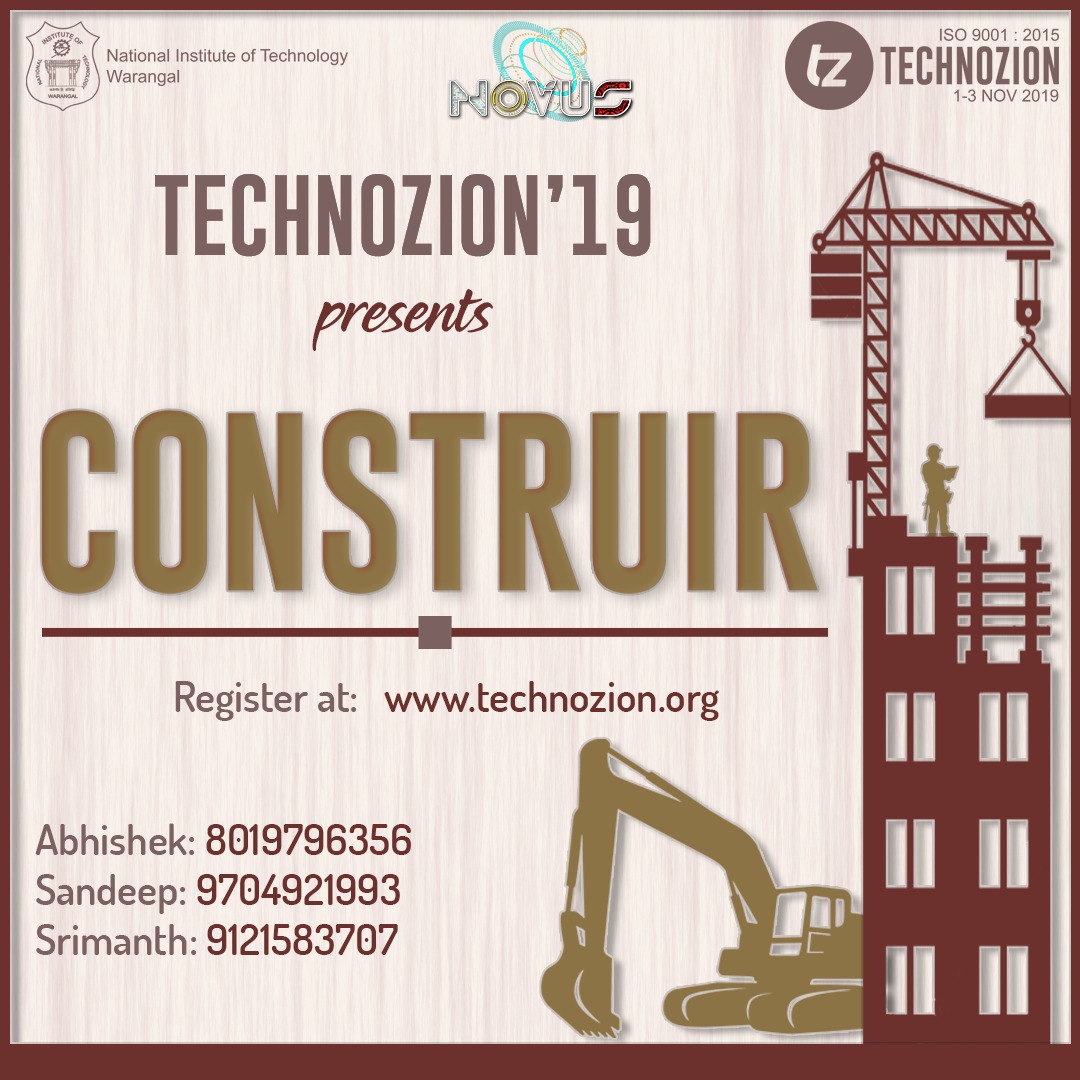 National Institute of Technology
Warangal
NOVUS
tz
ISO 9001 : 2015
TECHNOZION
1-3 NOV 2019
TECHNOZION'19
presents
CONSTRUIR
Register at: www.technozion.org
Abhishek: 8019796356
Sandeep: 9704921993
Srimanth: 9121583707